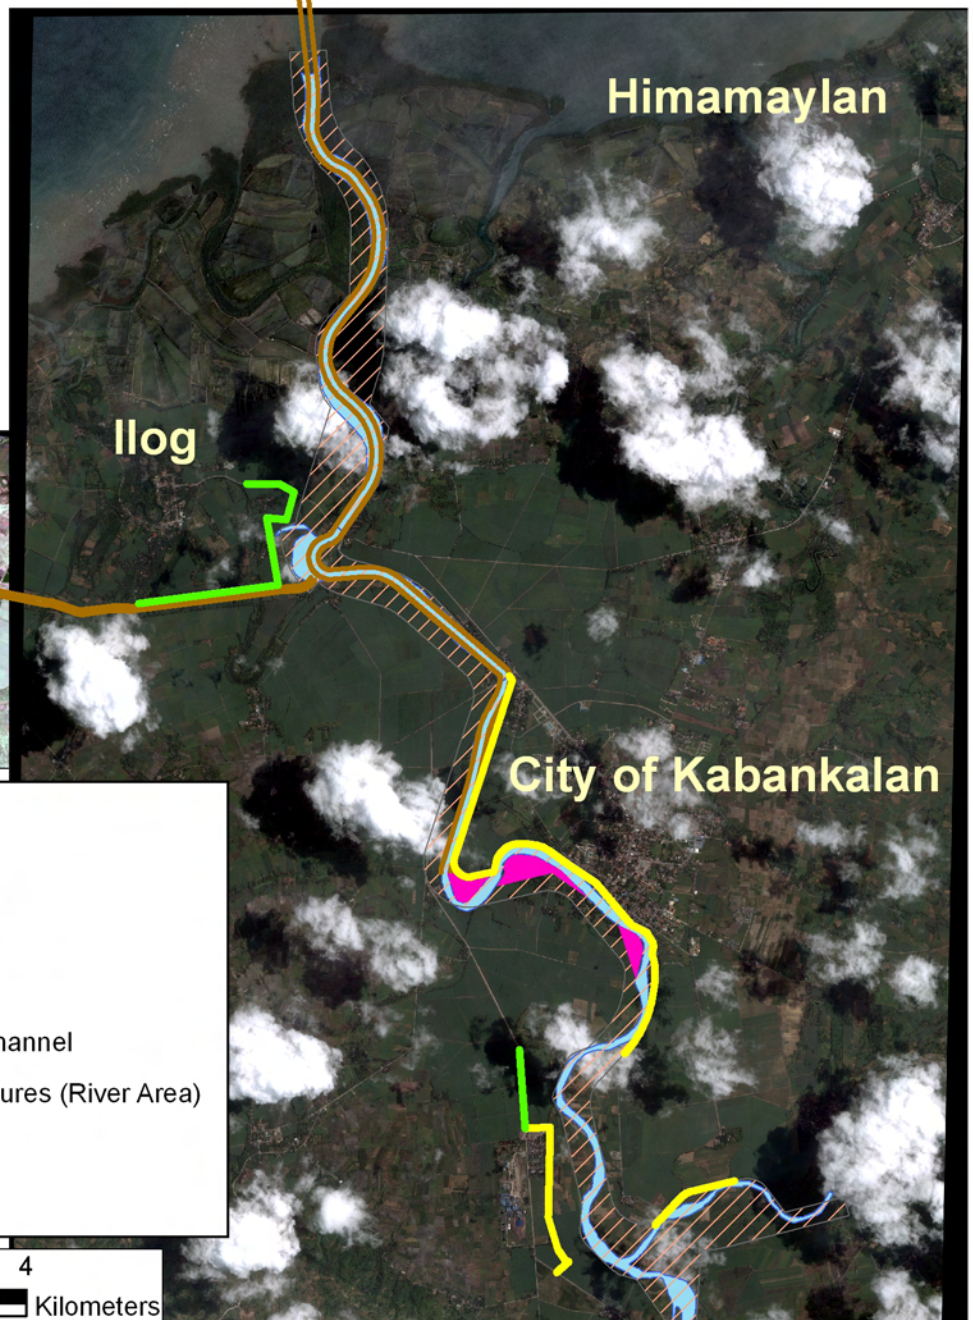 Himamaylan
Ilog
City of Kabankalan
hannel
ures (River Area)
4
Kilometers